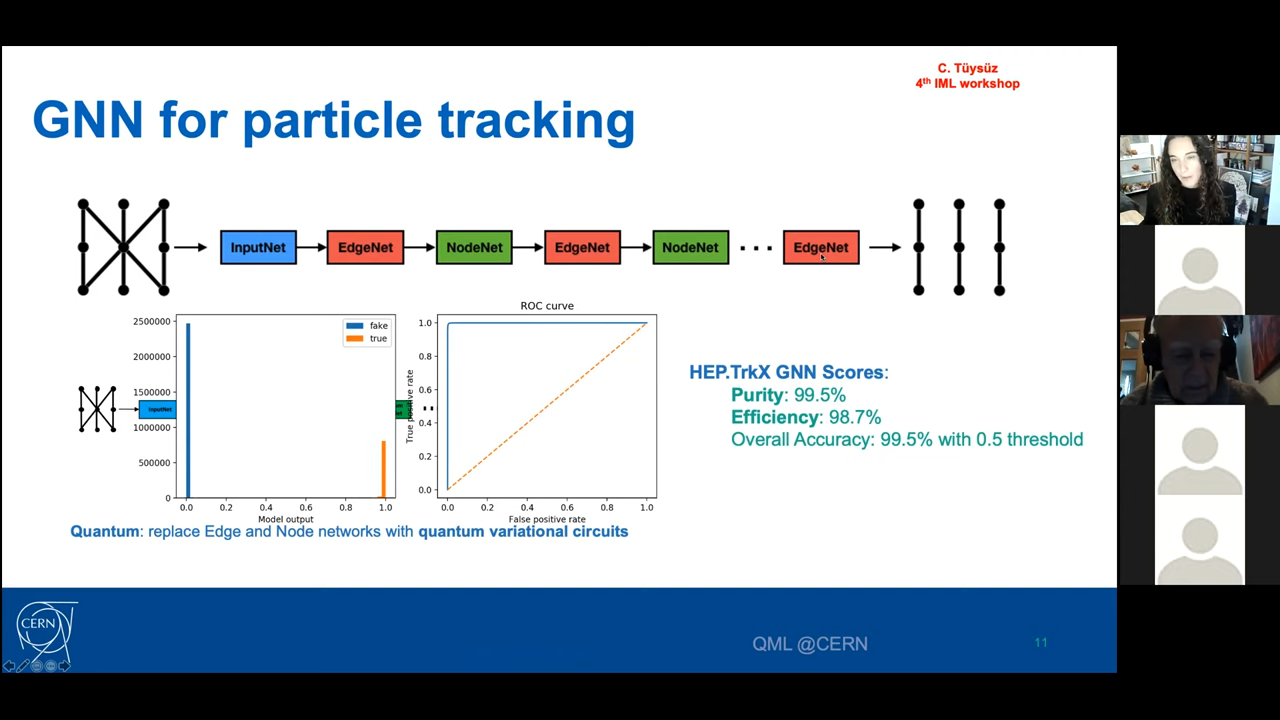 C. Tüysüz
4th IML workshop
GNN for particle tracking
InputNet
EdgeNet
NodeNet
EdgeNet
NodeNet
...
EdgeNet
ROC curve
2500000
2000000
1500000
1000000
500000
0
fake
true
0.0 0.2 0.4 0.6 0.8 1.0
Model output
InputNet
True positive rate
1.0
0.8
0.6
0.4
0.2
0.0
0.0 0.2 0.4 0.6 0.8 1.0
False positive rate
HEP.TrkX GNN Scores:
Purity: 99.5%
Efficiency: 98.7%
Overall Accuracy: 99.5% with 0.5 threshold
Quantum: replace Edge and Node networks with quantum variational circuits
CERN
QML @CERN
11